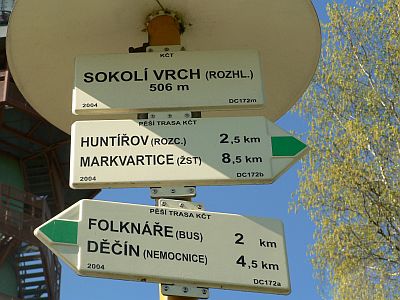 KČT
SOKOLÍ VRCH (ROZHL.)
506 m
2004 DC172m
PĚŠÍ TRASA KČT
HUNTÍŘOV (ROZC.) 2,5 km
MARKVARTICE (ŽST) 8,5 km
2004 DC172b
PĚŠÍ TRASA KČT
FOLKNÁŘE (BUS) 2 km
DĚČÍN (NEMOCNICE) 4,5 km
2004 DC172a